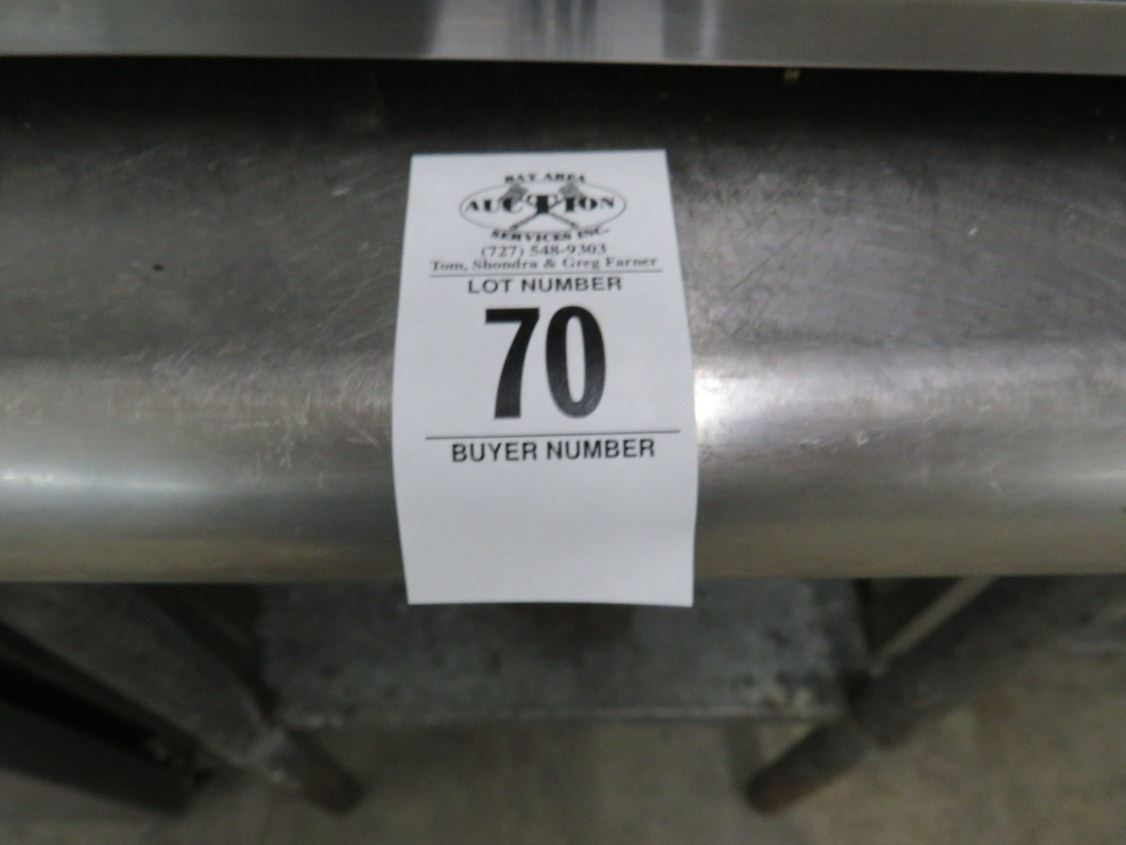 BAY AREA
AUCTION
SERVICES INC.
(727) 548-9303
Tom, Shondra & Greg Farner
LOT NUMBER
70
BUYER NUMBER